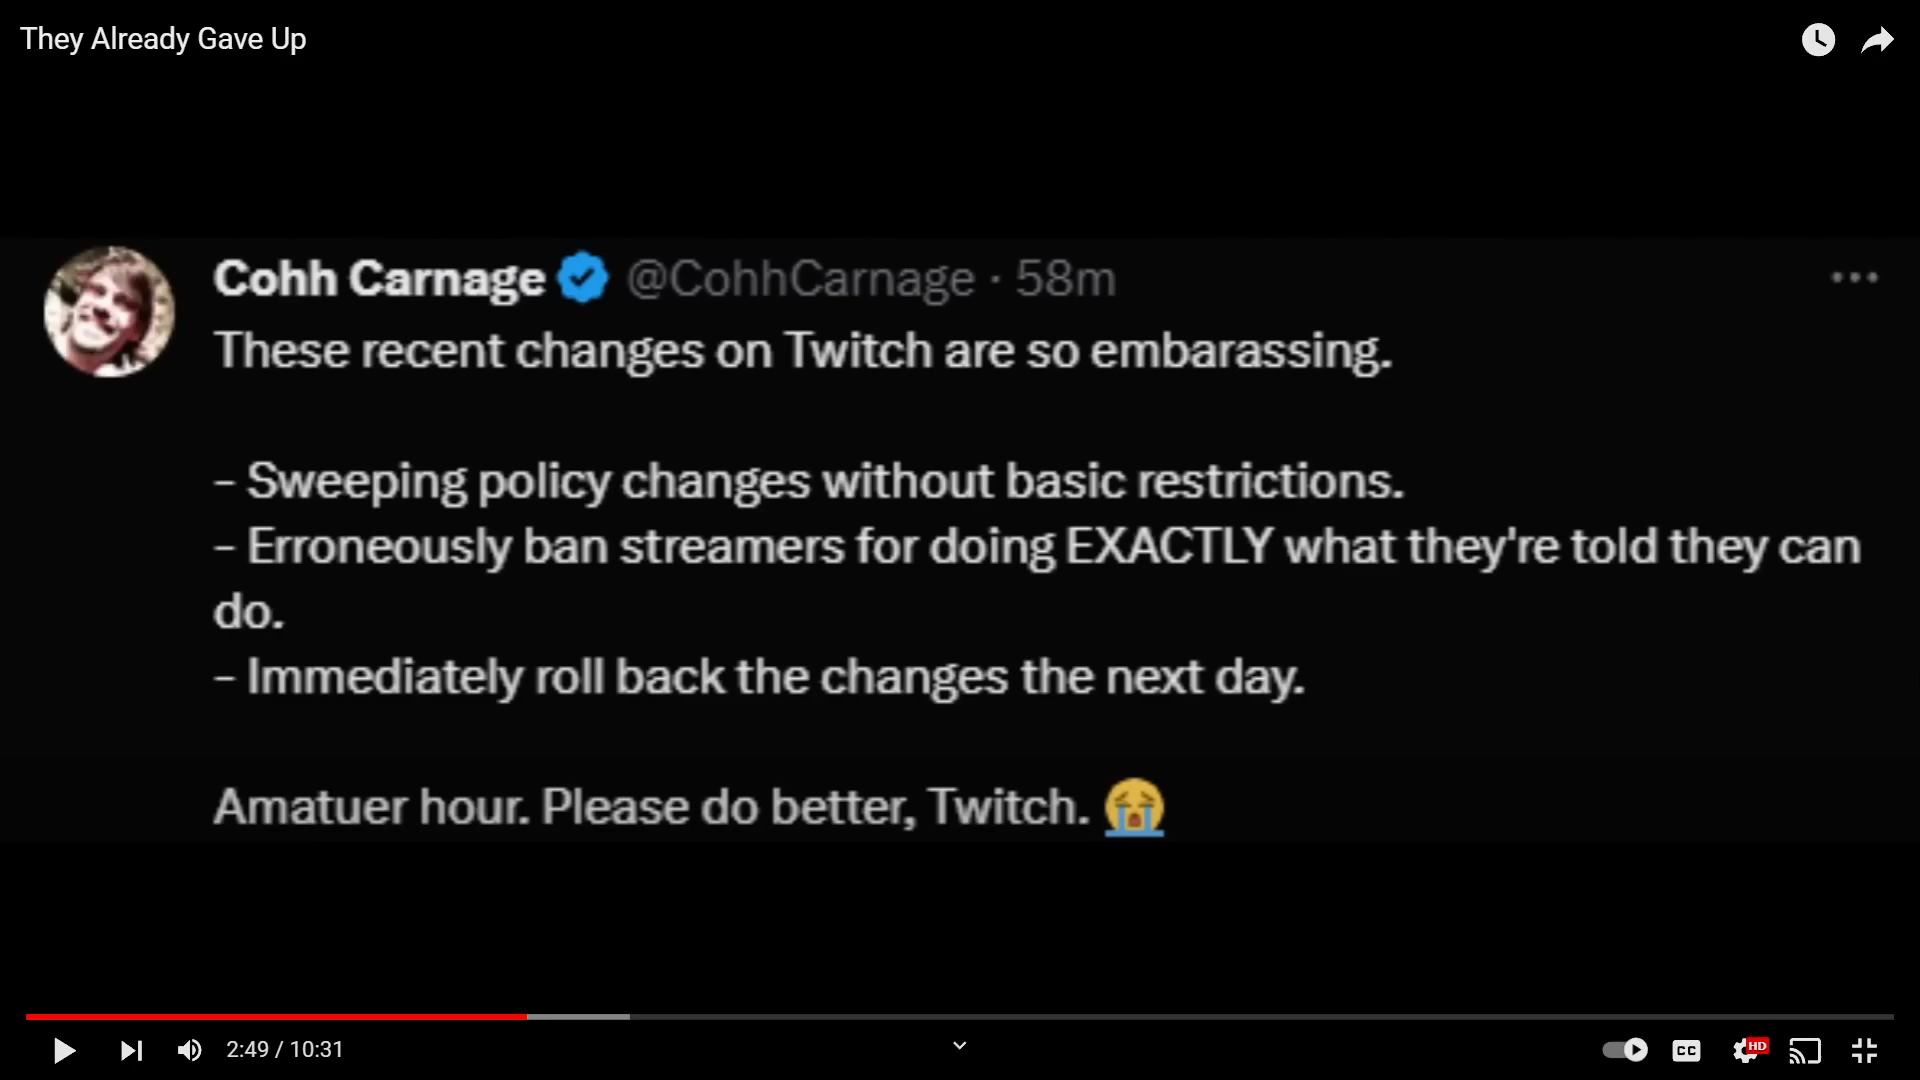 They Already Gave Up
Cohh Carnage @CohhCarnage · 58m
These recent changes on Twitch are so embarassing.
- Sweeping policy changes without basic restrictions.
- Erroneously ban streamers for doing EXACTLY what they're told they can
do.
- Immediately roll back the changes the next day.
Amatuer hour. Please do better, Twitch. 😭
2:49 / 10:31
CC
HD